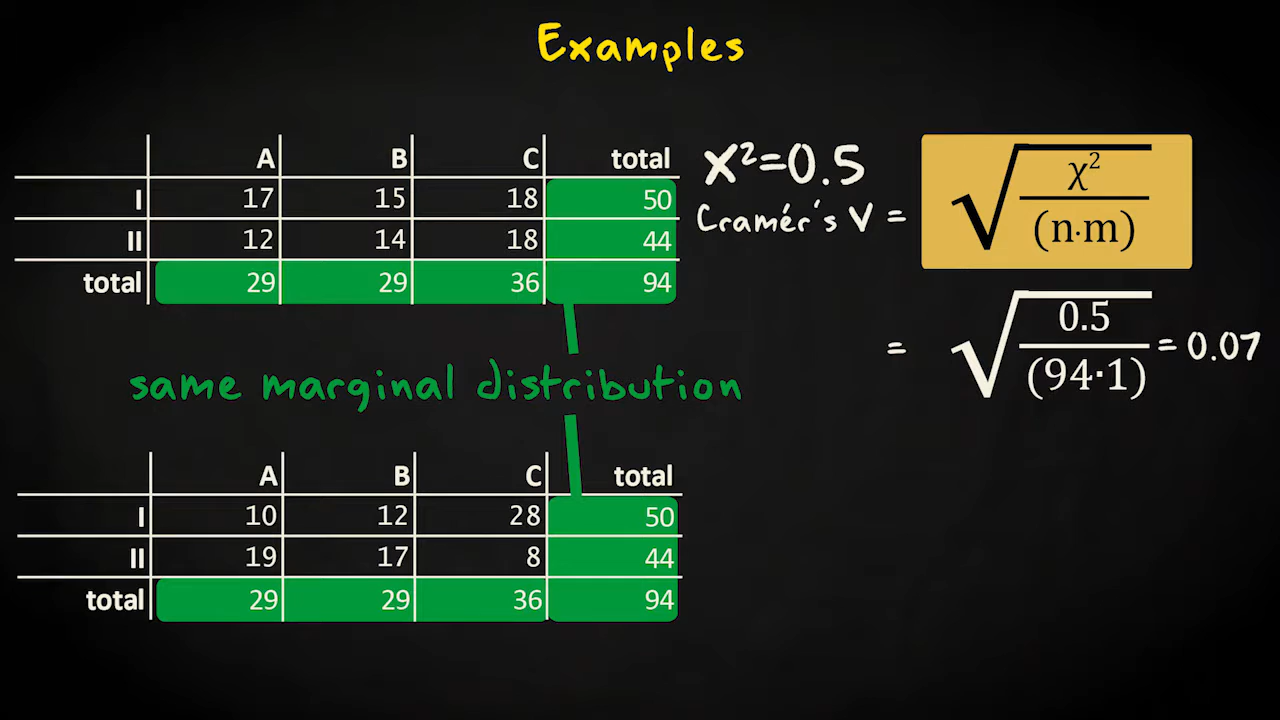 Examples
A B C total
I 17 15 18 50
II 12 14 18 44
total 29 29 36 94
X²=0.5
Cramér's V = √(χ²/(n·m))
= √(0.5/(94·1)) = 0.07
same marginal distribution
A B C total
I 10 12 28 50
II 19 17 8 44
total 29 29 36 94